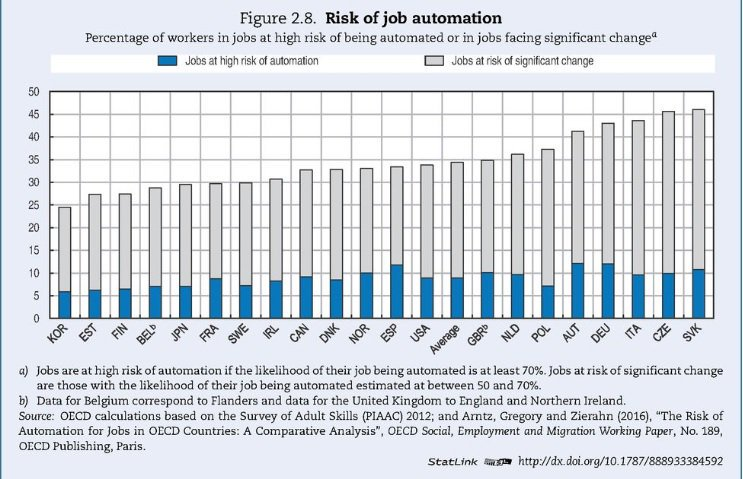 Figure 2.8. Risk of job automation
Percentage of workers in jobs at high risk of being automated or in jobs facing significant changeᵃ
Jobs at high risk of automation Jobs at risk of significant change
50
45
40
35
30
25
20
15
10
5
0
KOR EST FIN BELᵇ JPN FRA SWE IRL CAN DNK NOR ESP USA Average GBRᵇ NLD POL AUT DEU ITA CZE SVK
a) Jobs are at high risk of automation if the likelihood of their job being automated is at least 70%. Jobs at risk of significant change
are those with the likelihood of their job being automated estimated at between 50 and 70%.
b) Data for Belgium correspond to Flanders and data for the United Kingdom to England and Northern Ireland.
Source: OECD calculations based on the Survey of Adult Skills (PIAAC) 2012; and Arntz, Gregory and Zierahn (2016), “The Risk of
Automation for Jobs in OECD Countries: A Comparative Analysis”, OECD Social, Employment and Migration Working Paper, No. 189,
OECD Publishing, Paris.
StatLink http://dx.doi.org/10.1787/888933384592